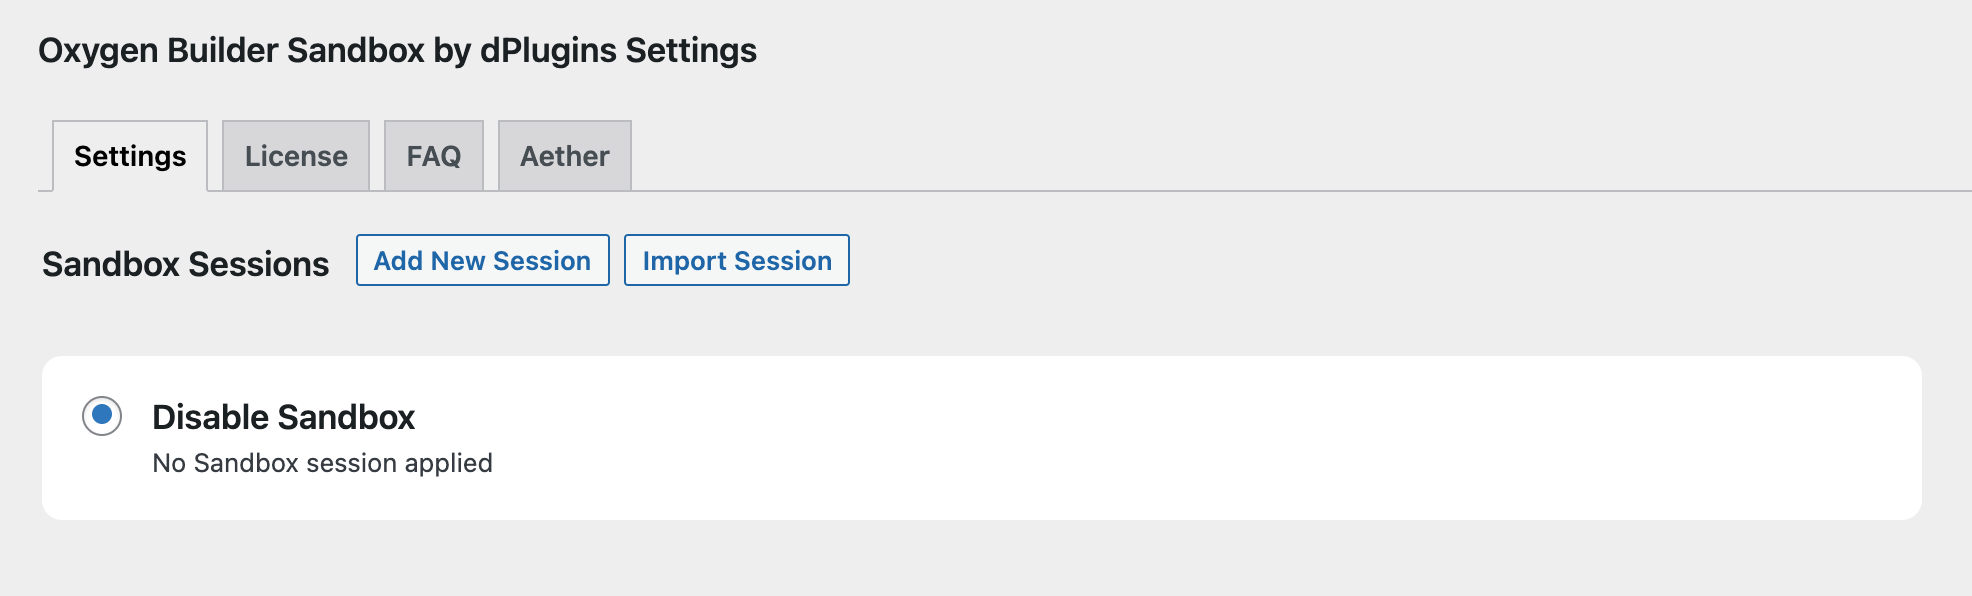 Oxygen Builder Sandbox by dPlugins Settings
Settings License FAQ Aether
Sandbox Sessions Add New Session Import Session
Disable Sandbox
No Sandbox session applied